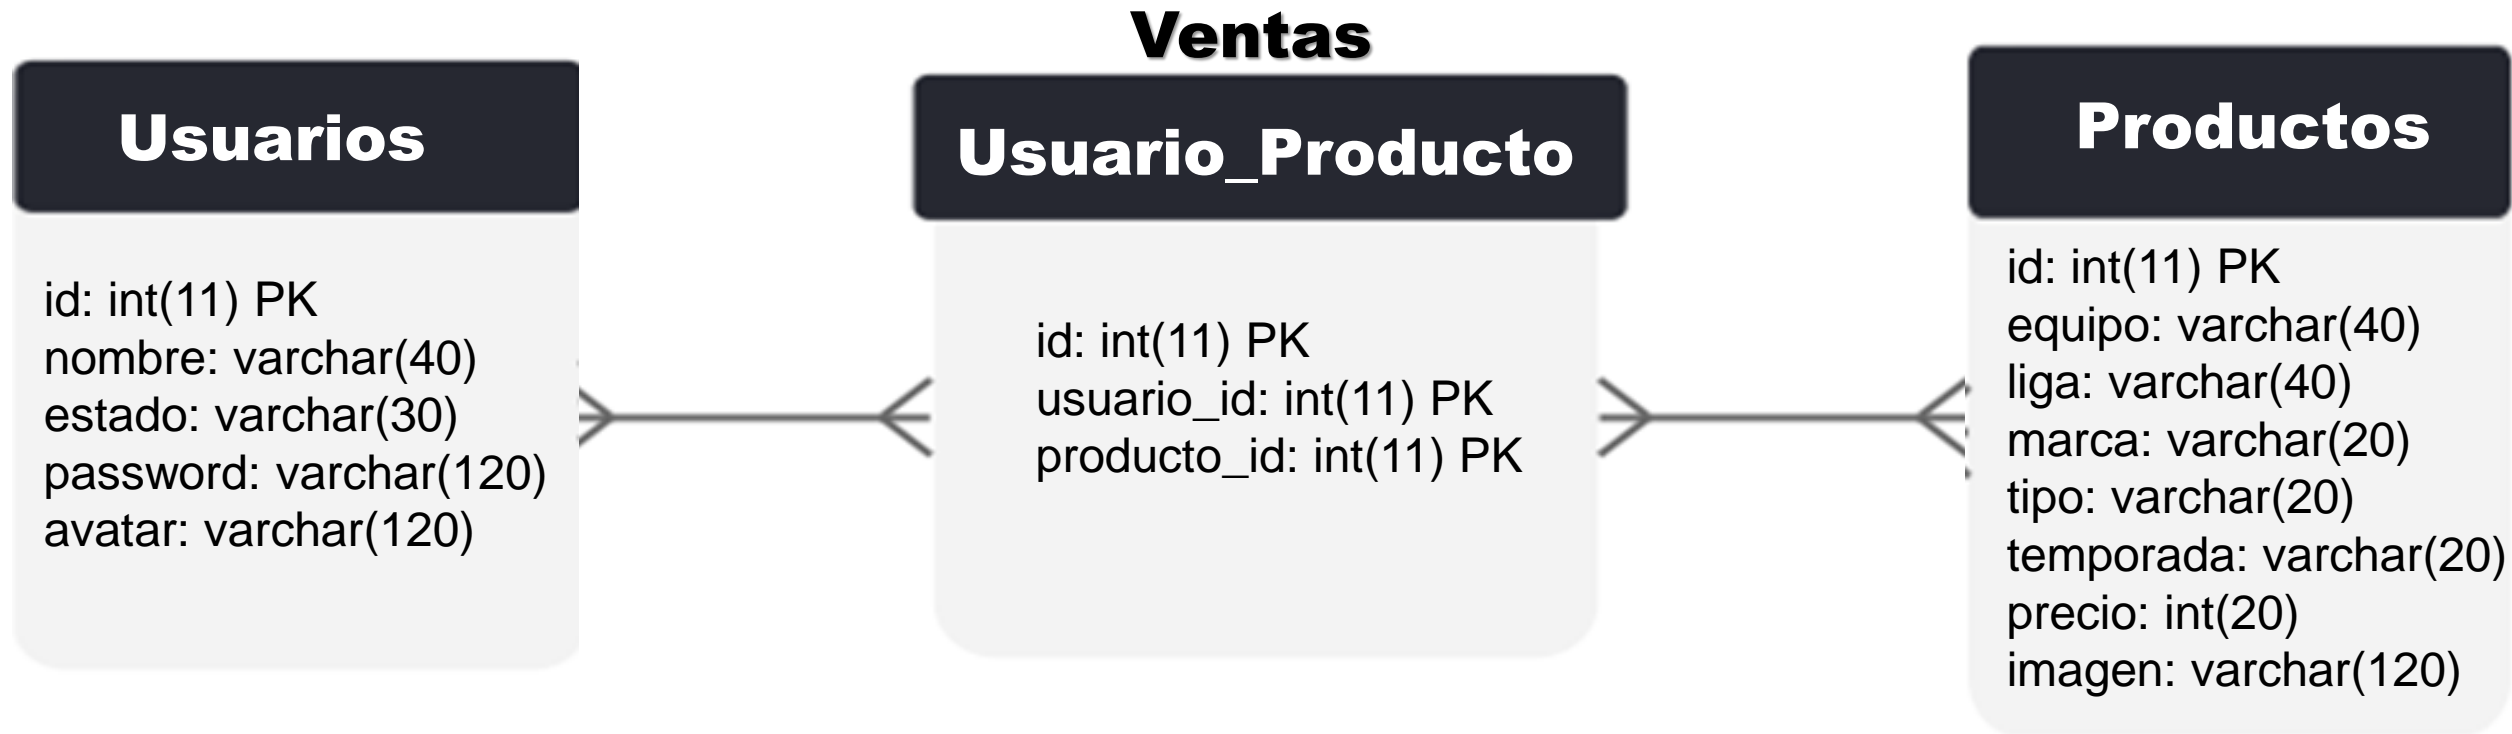 Ventas
Usuarios
id: int(11) PK
nombre: varchar(40)
estado: varchar(30)
password: varchar(120)
avatar: varchar(120)
Usuario_Producto
id: int(11) PK
usuario_id: int(11) PK
producto_id: int(11) PK
Productos
id: int(11) PK
equipo: varchar(40)
liga: varchar(40)
marca: varchar(20)
tipo: varchar(20)
temporada: varchar(20)
precio: int(20)
imagen: varchar(120)